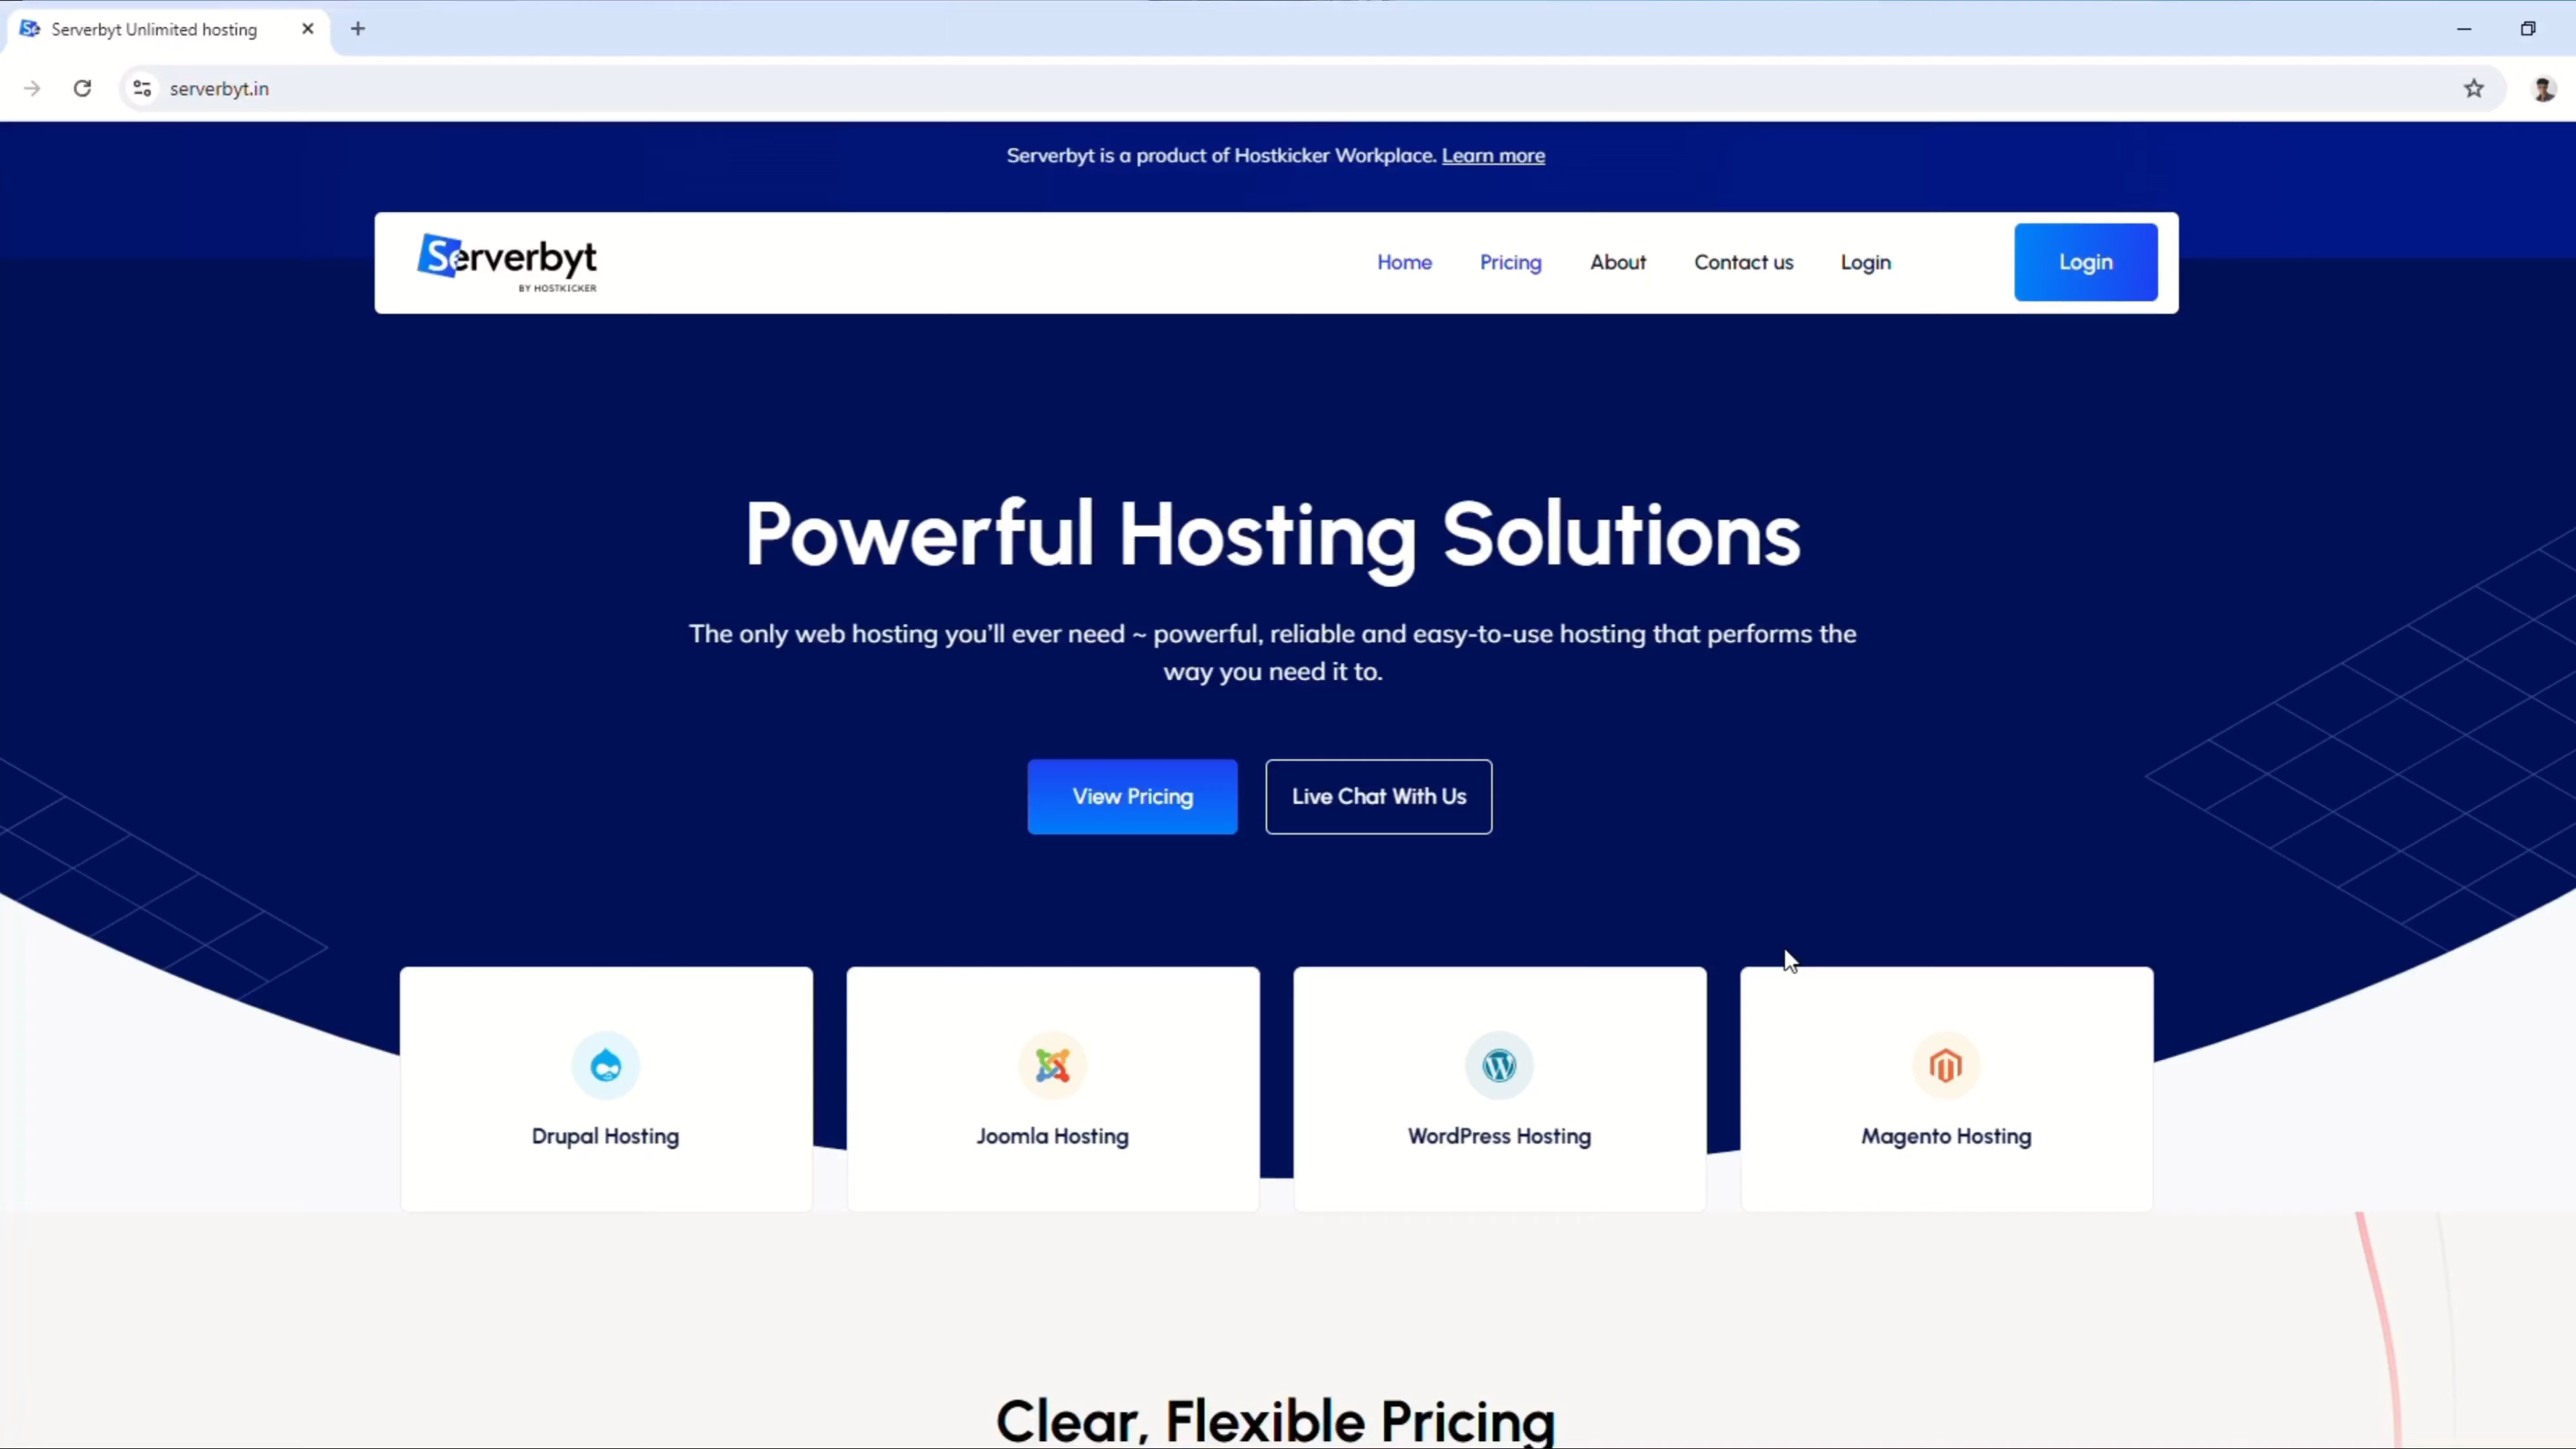 Serverbyt Unlimited hosting
serverbyt.in
Serverbyt is a product of Hostkicker Workplace. Learn more
Serverbyt
BY HOSTKICKER
Home Pricing About Contact us Login Login
Powerful Hosting Solutions
The only web hosting you'll ever need ~ powerful, reliable and easy-to-use hosting that performs the
way you need it to.
View Pricing Live Chat With Us
Drupal Hosting Joomla Hosting WordPress Hosting Magento Hosting
Clear, Flexible Pricing